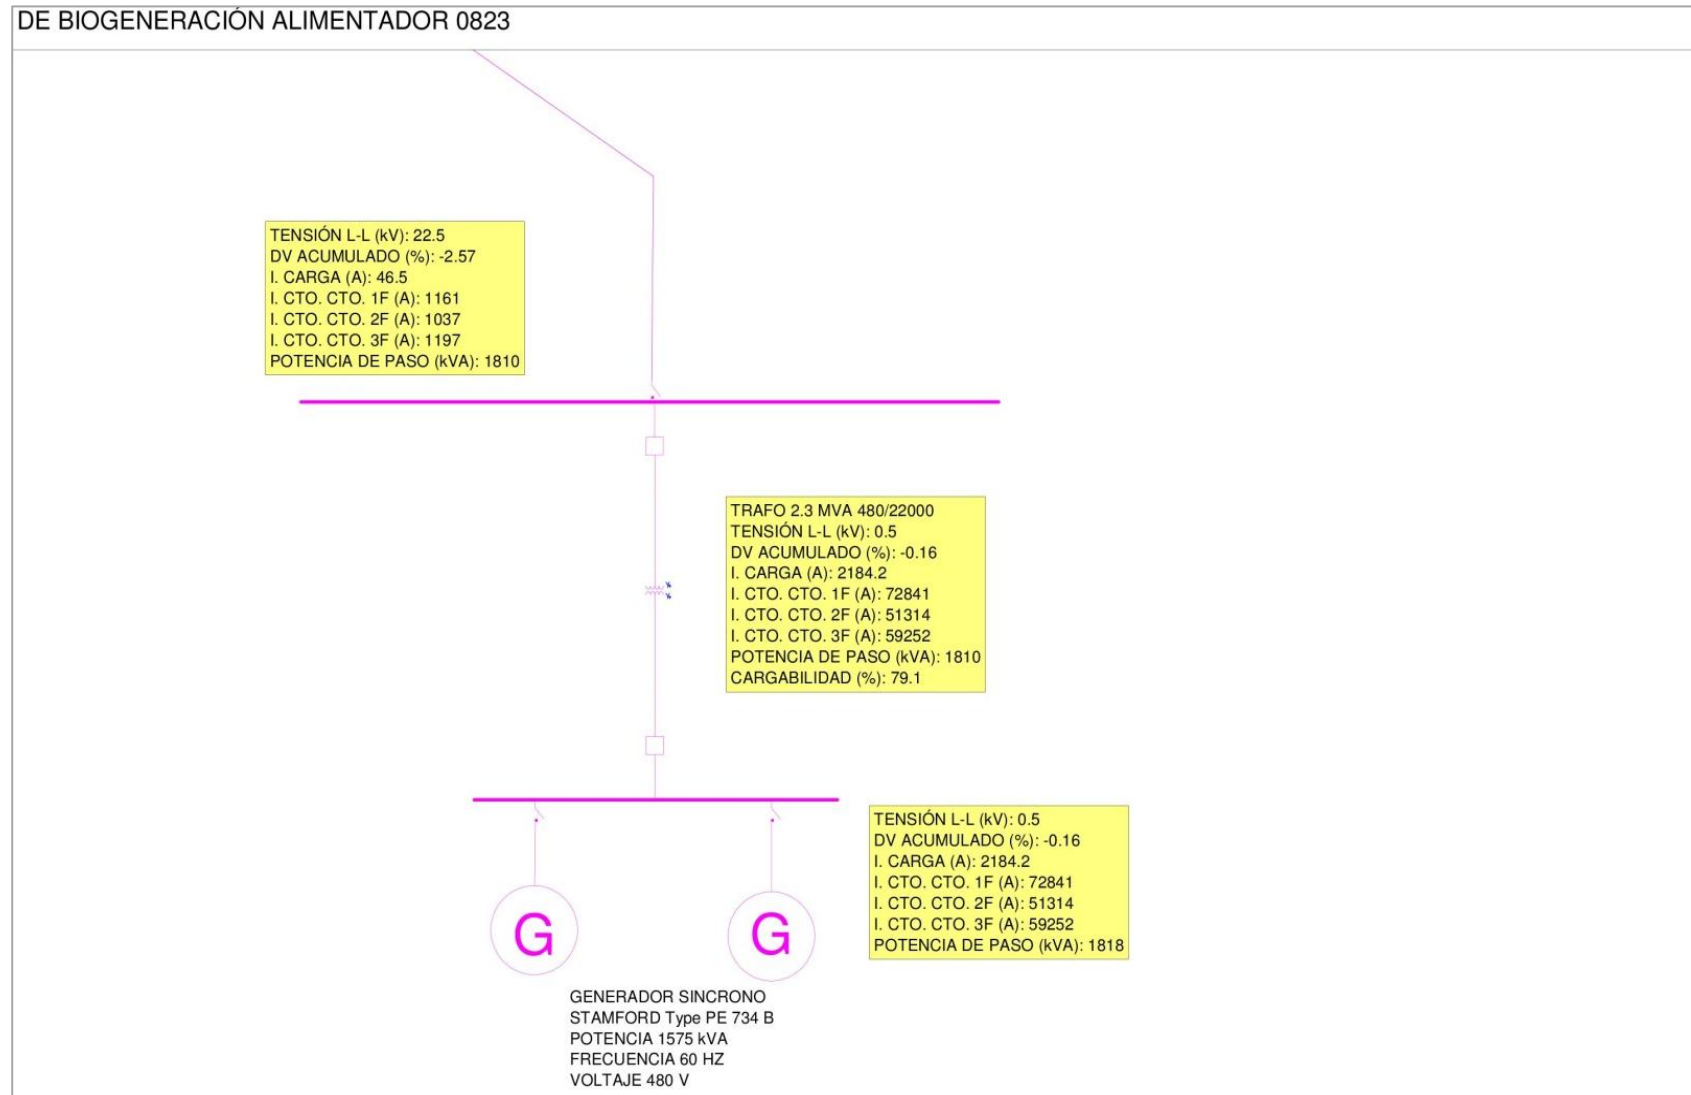 DE BIOGENERACIÓN ALIMENTADOR 0823
TENSIÓN L-L (kV): 22.5
DV ACUMULADO (%): -2.57
I. CARGA (A): 46.5
I. CTO. CTO. 1F (A): 1161
I. CTO. CTO. 2F (A): 1037
I. CTO. CTO. 3F (A): 1197
POTENCIA DE PASO (kVA): 1810
TRAFO 2.3 MVA 480/22000
TENSIÓN L-L (kV): 0.5
DV ACUMULADO (%): -0.16
I. CARGA (A): 2184.2
I. CTO. CTO. 1F (A): 72841
I. CTO. CTO. 2F (A): 51314
I. CTO. CTO. 3F (A): 59252
POTENCIA DE PASO (kVA): 1810
CARGABILIDAD (%): 79.1
TENSIÓN L-L (kV): 0.5
DV ACUMULADO (%): -0.16
I. CARGA (A): 2184.2
I. CTO. CTO. 1F (A): 72841
I. CTO. CTO. 2F (A): 51314
I. CTO. CTO. 3F (A): 59252
POTENCIA DE PASO (kVA): 1818
G
G
GENERADOR SINCRONO
STAMFORD Type PE 734 B
POTENCIA 1575 kVA
FRECUENCIA 60 HZ
VOLTAJE 480 V